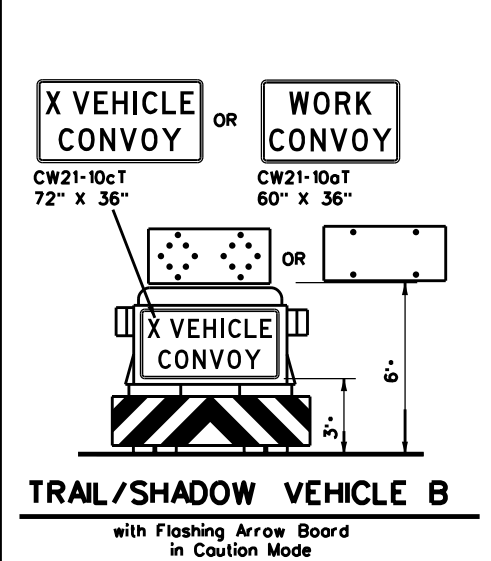 X VEHICLE
CONVOY
OR
WORK
CONVOY
CW21-10cT
72" X 36"
CW21-10aT
60" X 36"
OR
X VEHICLE
CONVOY
6'+
3'+
TRAIL/SHADOW VEHICLE B
with Flashing Arrow Board
in Caution Mode